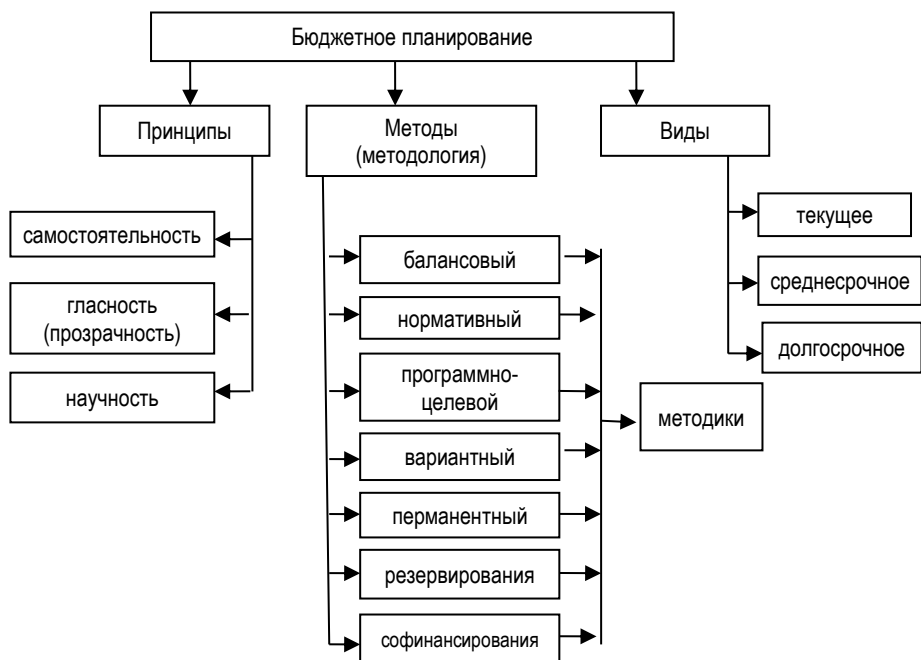 Бюджетное планирование
Принципы
Методы
(методология)
Виды
самостоятельность
гласность
(прозрачность)
научность
балансовый
нормативный
программно-
целевой
вариантный
перманентный
резервирования
софинансирования
методики
текущее
среднесрочное
долгосрочное